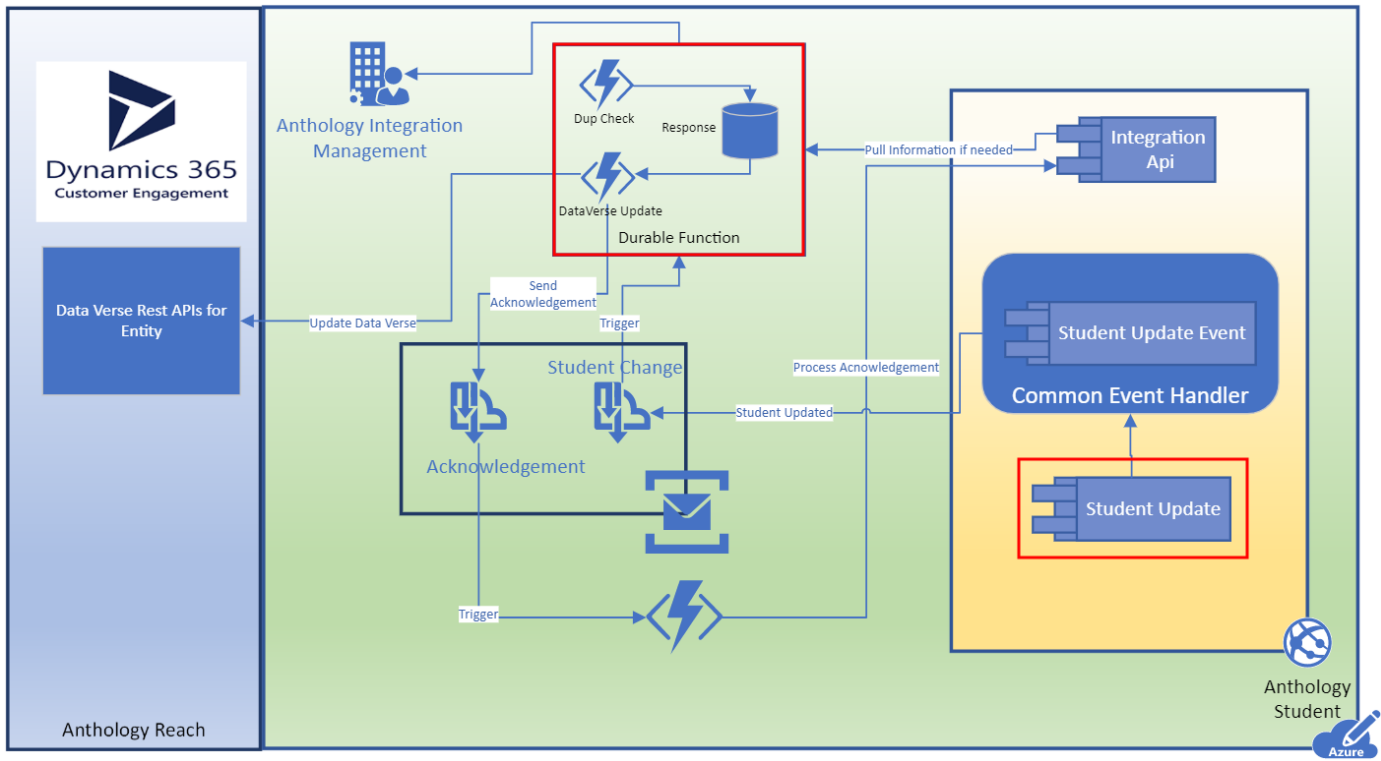 Dynamics 365
Customer Engagement
Data Verse Rest APIs for
Entity
Anthology Reach
Anthology Integration
Management
Dup Check
Response
DataVerse Update
Durable Function
Pull Information if needed
Integration
Api
Send
Acknowledgement
Update Data Verse
Trigger
Student Change
Process Acnowledgement
Student Update Event
Common Event Handler
Student Updated
Acknowledgement
Student Update
Trigger
Anthology
Student
Azure